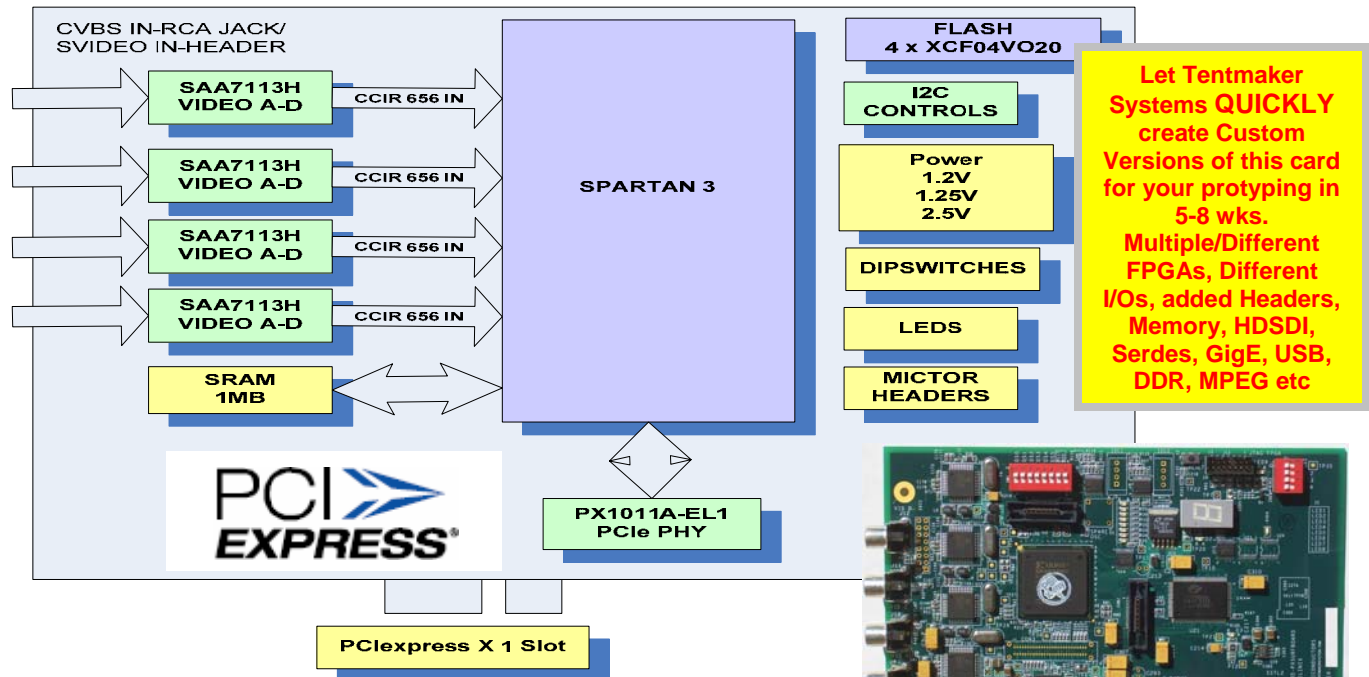 CVBS IN-RCA JACK/
SVIDEO IN-HEADER
SAA7113H
VIDEO A-D
CCIR 656 IN
SAA7113H
VIDEO A-D
CCIR 656 IN
SAA7113H
VIDEO A-D
CCIR 656 IN
SAA7113H
VIDEO A-D
CCIR 656 IN
SRAM
1MB
SPARTAN 3
FLASH
4 x XCF04VO20
I2C
CONTROLS
Power
1.2V
1.25V
2.5V
DIPSWITCHES
LEDS
MICTOR
HEADERS
Let Tentmaker
Systems QUICKLY
create Custom
Versions of this card
for your protyping in
5-8 wks.
Multiple/Different
FPGAs, Different
I/Os, added Headers,
Memory, HDSDI,
Serdes, GigE, USB,
DDR, MPEG etc
PCI
EXPRESS®
PX1011A-EL1
PCIe PHY
PCIexpress X 1 Slot